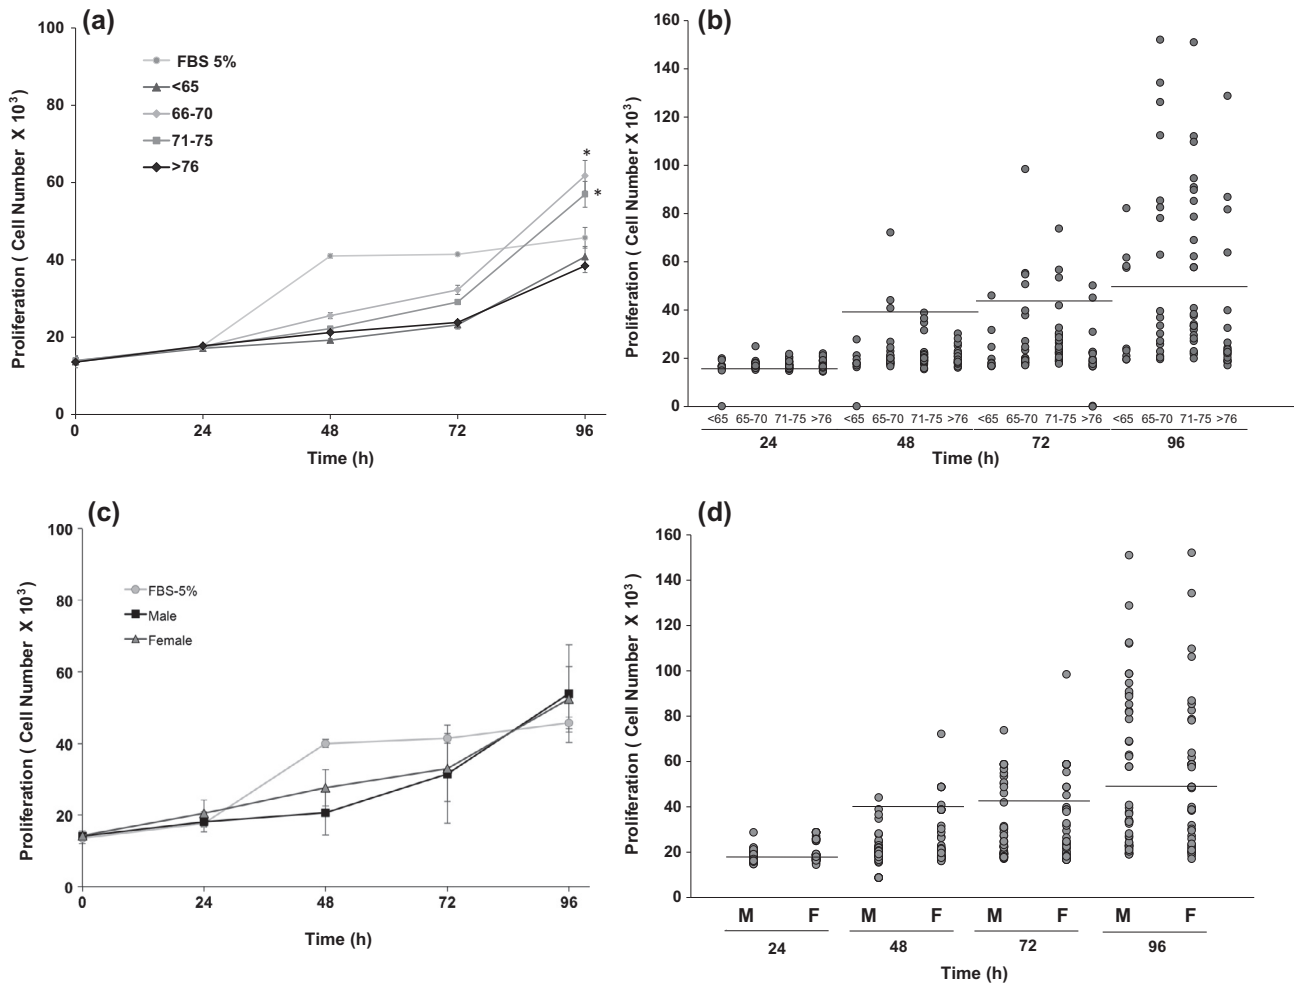 (a)
100
80
60
40
20
0
0 24 48 72 96
Time (h)
Proliferation ( Cell Number X 10³)
FBS 5%
<65
66-70
71-75
>76
*
*
(b)
160
140
120
100
80
60
40
20
0
<65 65-70 71-75 >76 <65 65-70 71-75 >76 <65 65-70 71-75 >76 <65 65-70 71-75 >76
24 48 72 96
Time (h)
Proliferation ( Cell Number X 10³)
(c)
100
80
60
40
20
0
0 24 48 72 96
Time (h)
Proliferation ( Cell Number X 10³)
FBS-5%
Male
Female
(d)
160
140
120
100
80
60
40
20
0
M F M F M F M F
24 48 72 96
Time (h)
Proliferation ( Cell Number X 10³)